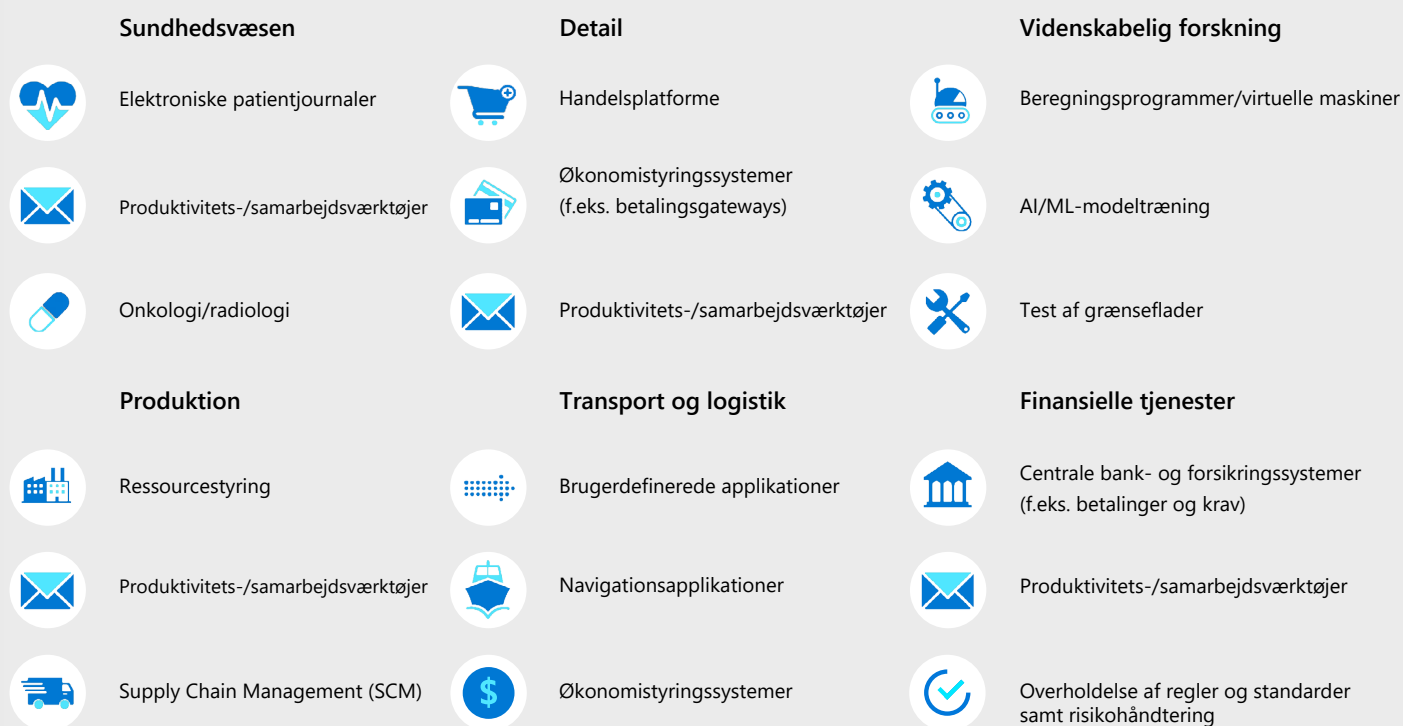 Sundhedsvæsen
Elektroniske patientjournaler
Produktivitets-/samarbejdsværktøjer
Onkologi/radiologi
Detail
Handelsplatforme
Økonomistyringssystemer
(f.eks. betalingsgateways)
Produktivitets-/samarbejdsværktøjer
Videnskabelig forskning
Beregningsprogrammer/virtuelle maskiner
AI/ML-modeltræning
Test af grænseflader
Produktion
Ressourcestyring
Produktivitets-/samarbejdsværktøjer
Supply Chain Management (SCM)
Transport og logistik
Brugerdefinerede applikationer
Navigationsapplikationer
$
Økonomistyringssystemer
Finansielle tjenester
Centrale bank- og forsikringssystemer
(f.eks. betalinger og krav)
Produktivitets-/samarbejdsværktøjer
Overholdelse af regler og standarder
samt risikohåndtering